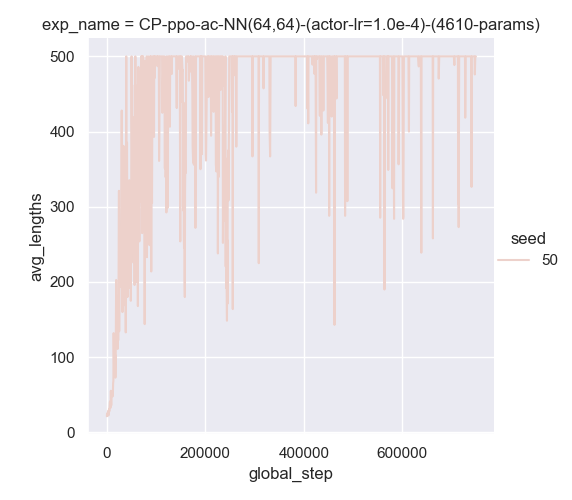 exp_name = CP-ppo-ac-NN(64,64)-(actor-lr=1.0e-4)-(4610-params)
500
400
300
200
100
0
avg_lengths
0 200000 400000 600000
global_step
seed
50